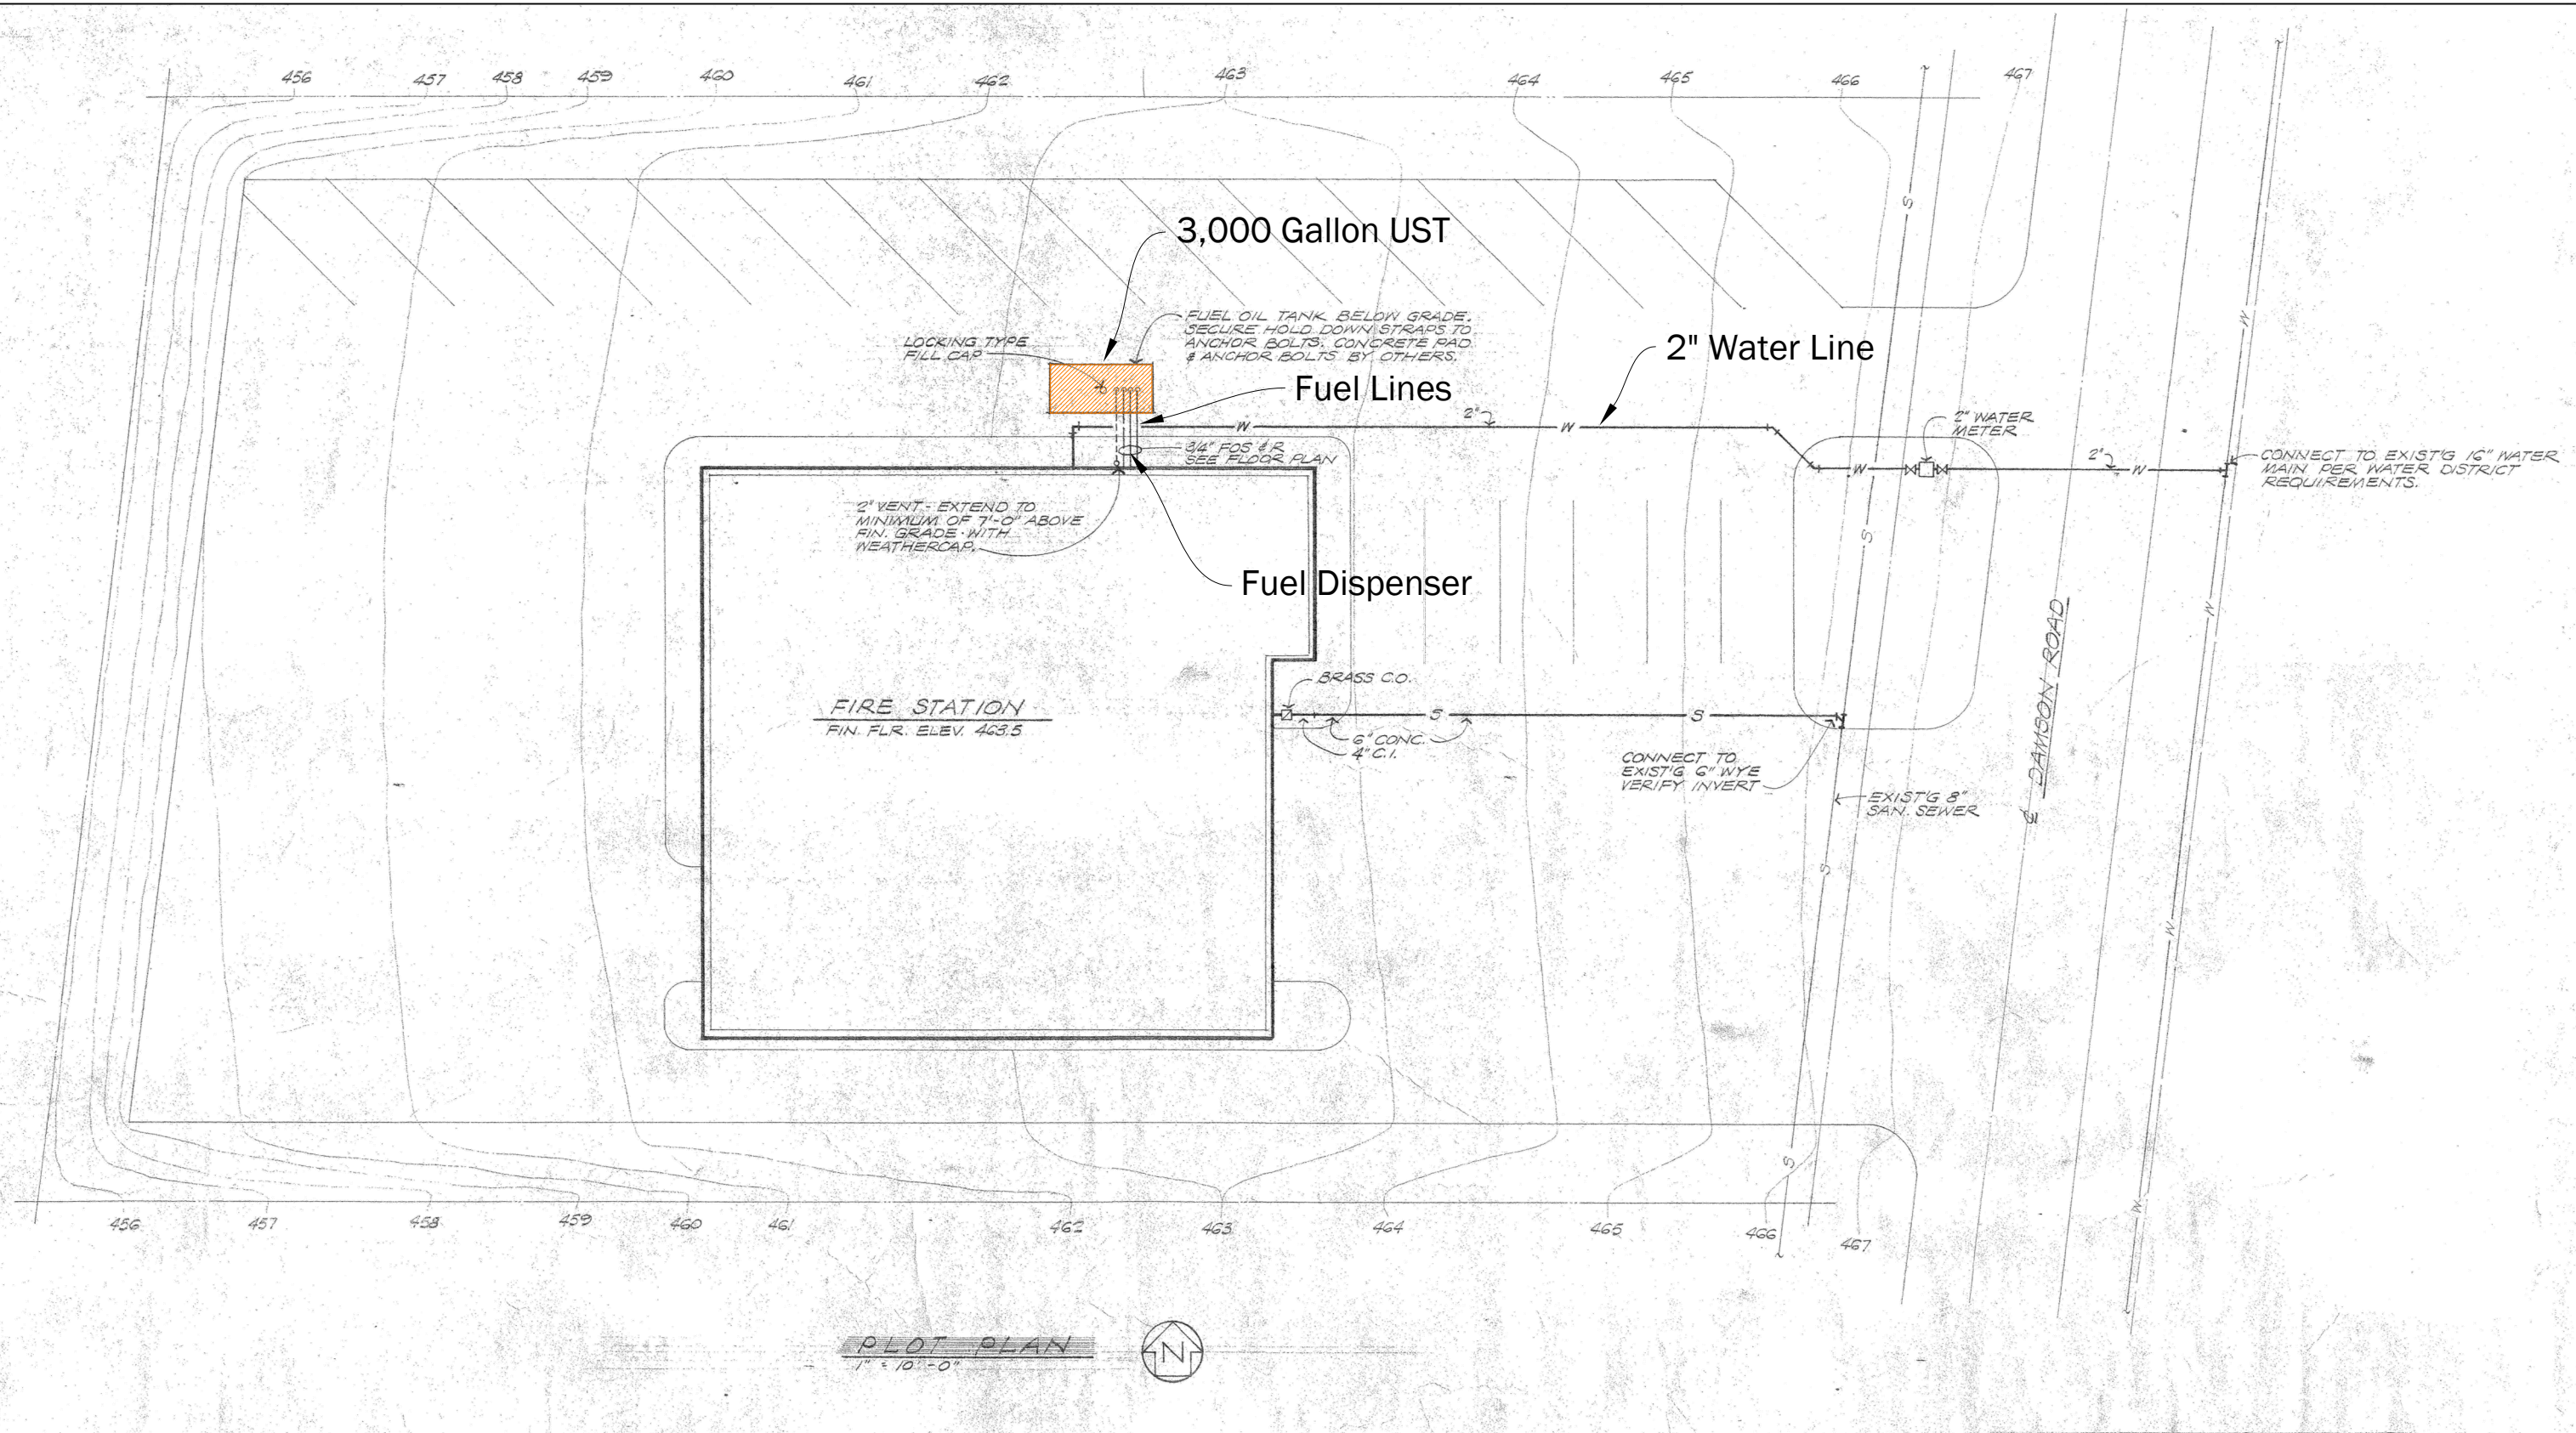 456 457 458 459 460 461 462 463 464 465 466 467
3,000 Gallon UST
FUEL OIL TANK BELOW GRADE.
SECURE HOLD DOWN STRAPS TO
ANCHOR BOLTS. CONCRETE PAD
& ANCHOR BOLTS BY OTHERS.
LOCKING TYPE
FILL CAP
2" Water Line
Fuel Lines
2"
W W
2" WATER
METER
3/4" FOS & R
SEE FLOOR PLAN
W
2"
W
CONNECT TO EXIST'G 16" WATER
MAIN PER WATER DISTRICT
REQUIREMENTS.
2" VENT - EXTEND TO
MINIMUM OF 7'-0" ABOVE
FIN. GRADE - WITH
WEATHERCAP.
Fuel Dispenser
S
S
S
S
W
W
W
W
℄ DAMSON ROAD
BRASS C.O.
FIRE STATION
FIN. FLR. ELEV. 463.5
S S
6" CONC.
4" C.I.
CONNECT TO
EXIST'G 6" WYE
VERIFY INVERT
EXIST'G 8"
SAN. SEWER
456 457 458 459 460 461 462 463 464 465 466 467
PLOT PLAN
1" = 10'-0"
N